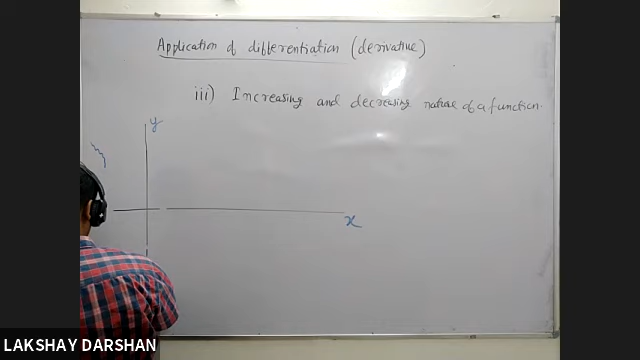 Application of differentiation (derivative)
iii) Increasing and decreasing nature of a function.
y
x
LAKSHAY DARSHAN